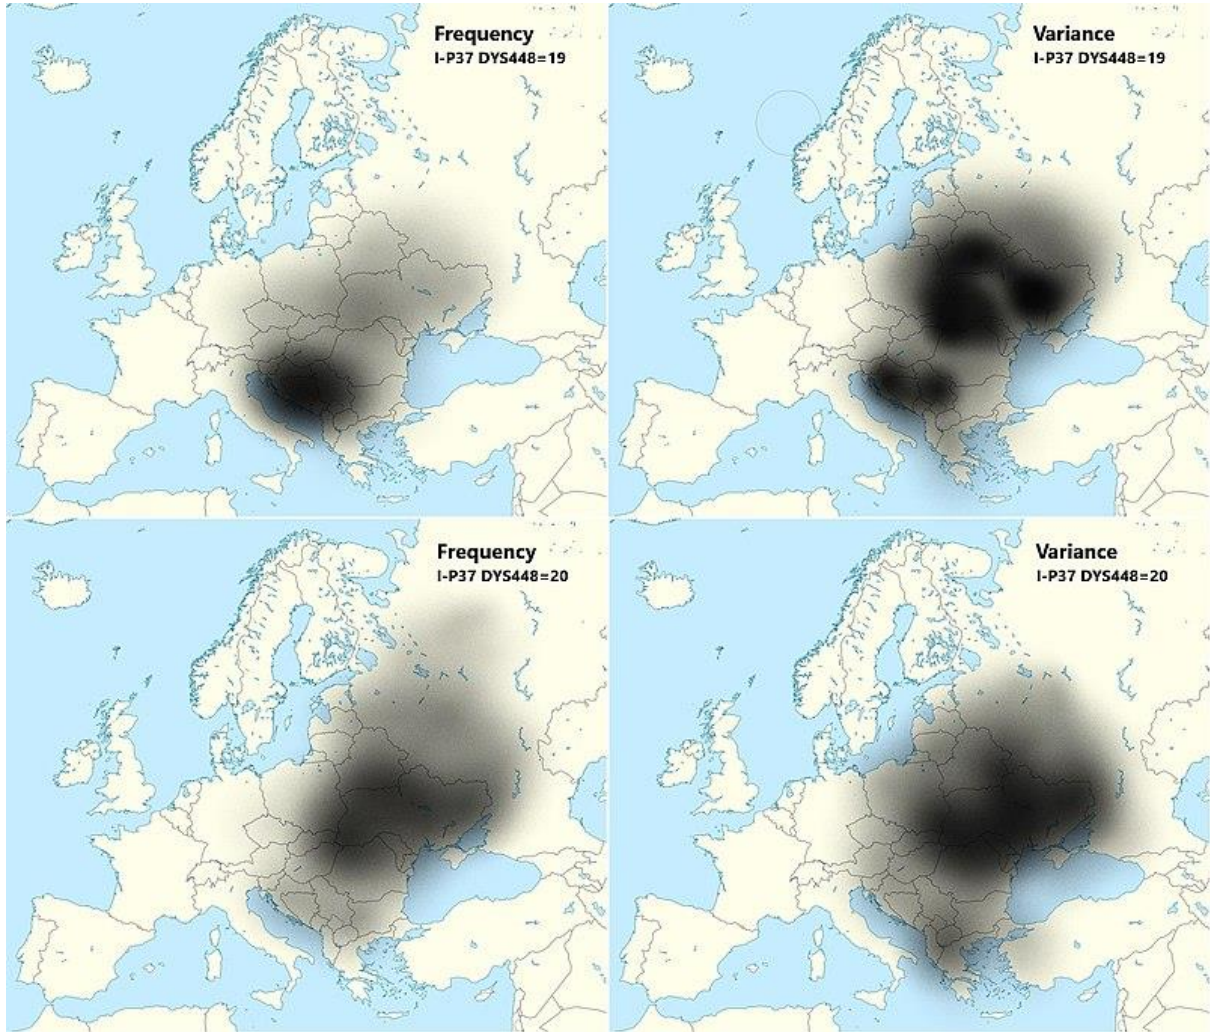 Frequency
I-P37 DYS448=19
Variance
I-P37 DYS448=19
Frequency
I-P37 DYS448=20
Variance
I-P37 DYS448=20